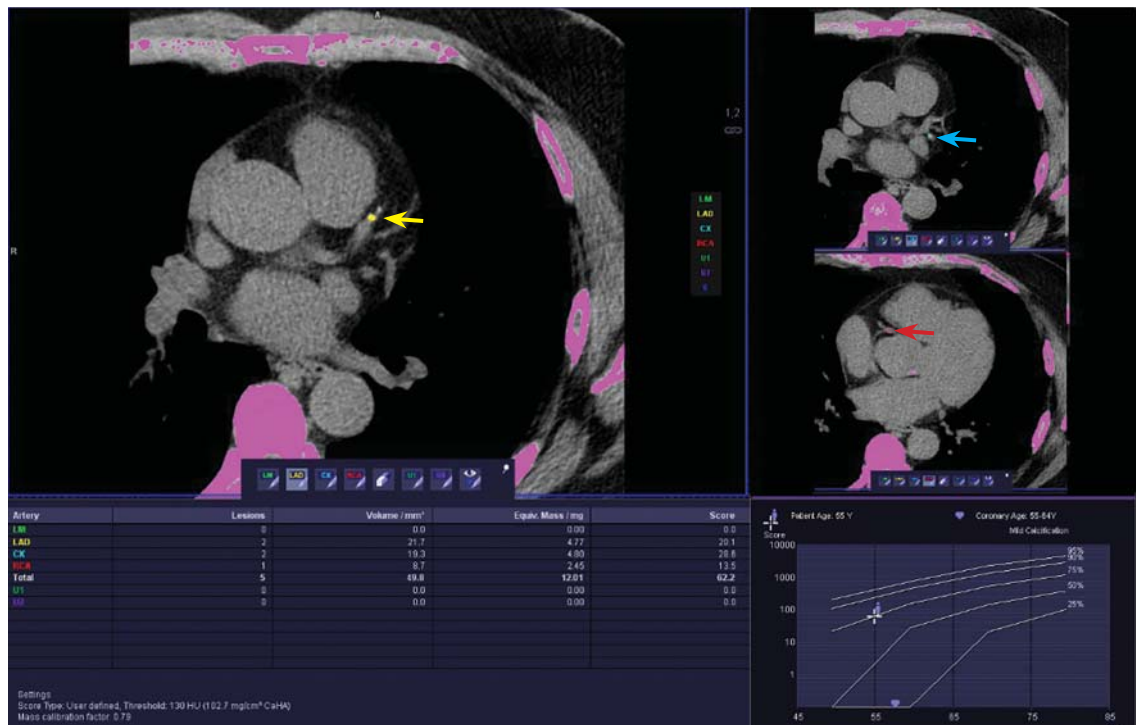 A
R
1,2
LM
LAD
CX
RCA
U1
U2
LM LAD CX RCA U1 U2
Artery Lesions Volume / mm³ Equiv. Mass / mg Score
LM 0 0.0 0.00 0.0
LAD 2 21.7 4.77 20.1
CX 2 19.3 4.80 28.6
RCA 1 8.7 2.45 13.5
Total 5 49.8 12.01 62.2
U1 0 0.0 0.00 0.0
U2 0 0.0 0.00 0.0
Settings
Score Type: User defined, Threshold: 130 HU (102.7 mg/cm³ CaHA)
Mass calibration factor: 0.79
Patient Age: 55 Y Coronary Age: 55-64Y
Mild Calcification
Score
10000
1000
100
10
1
95%
90%
75%
50%
25%
45 55 65 75 85